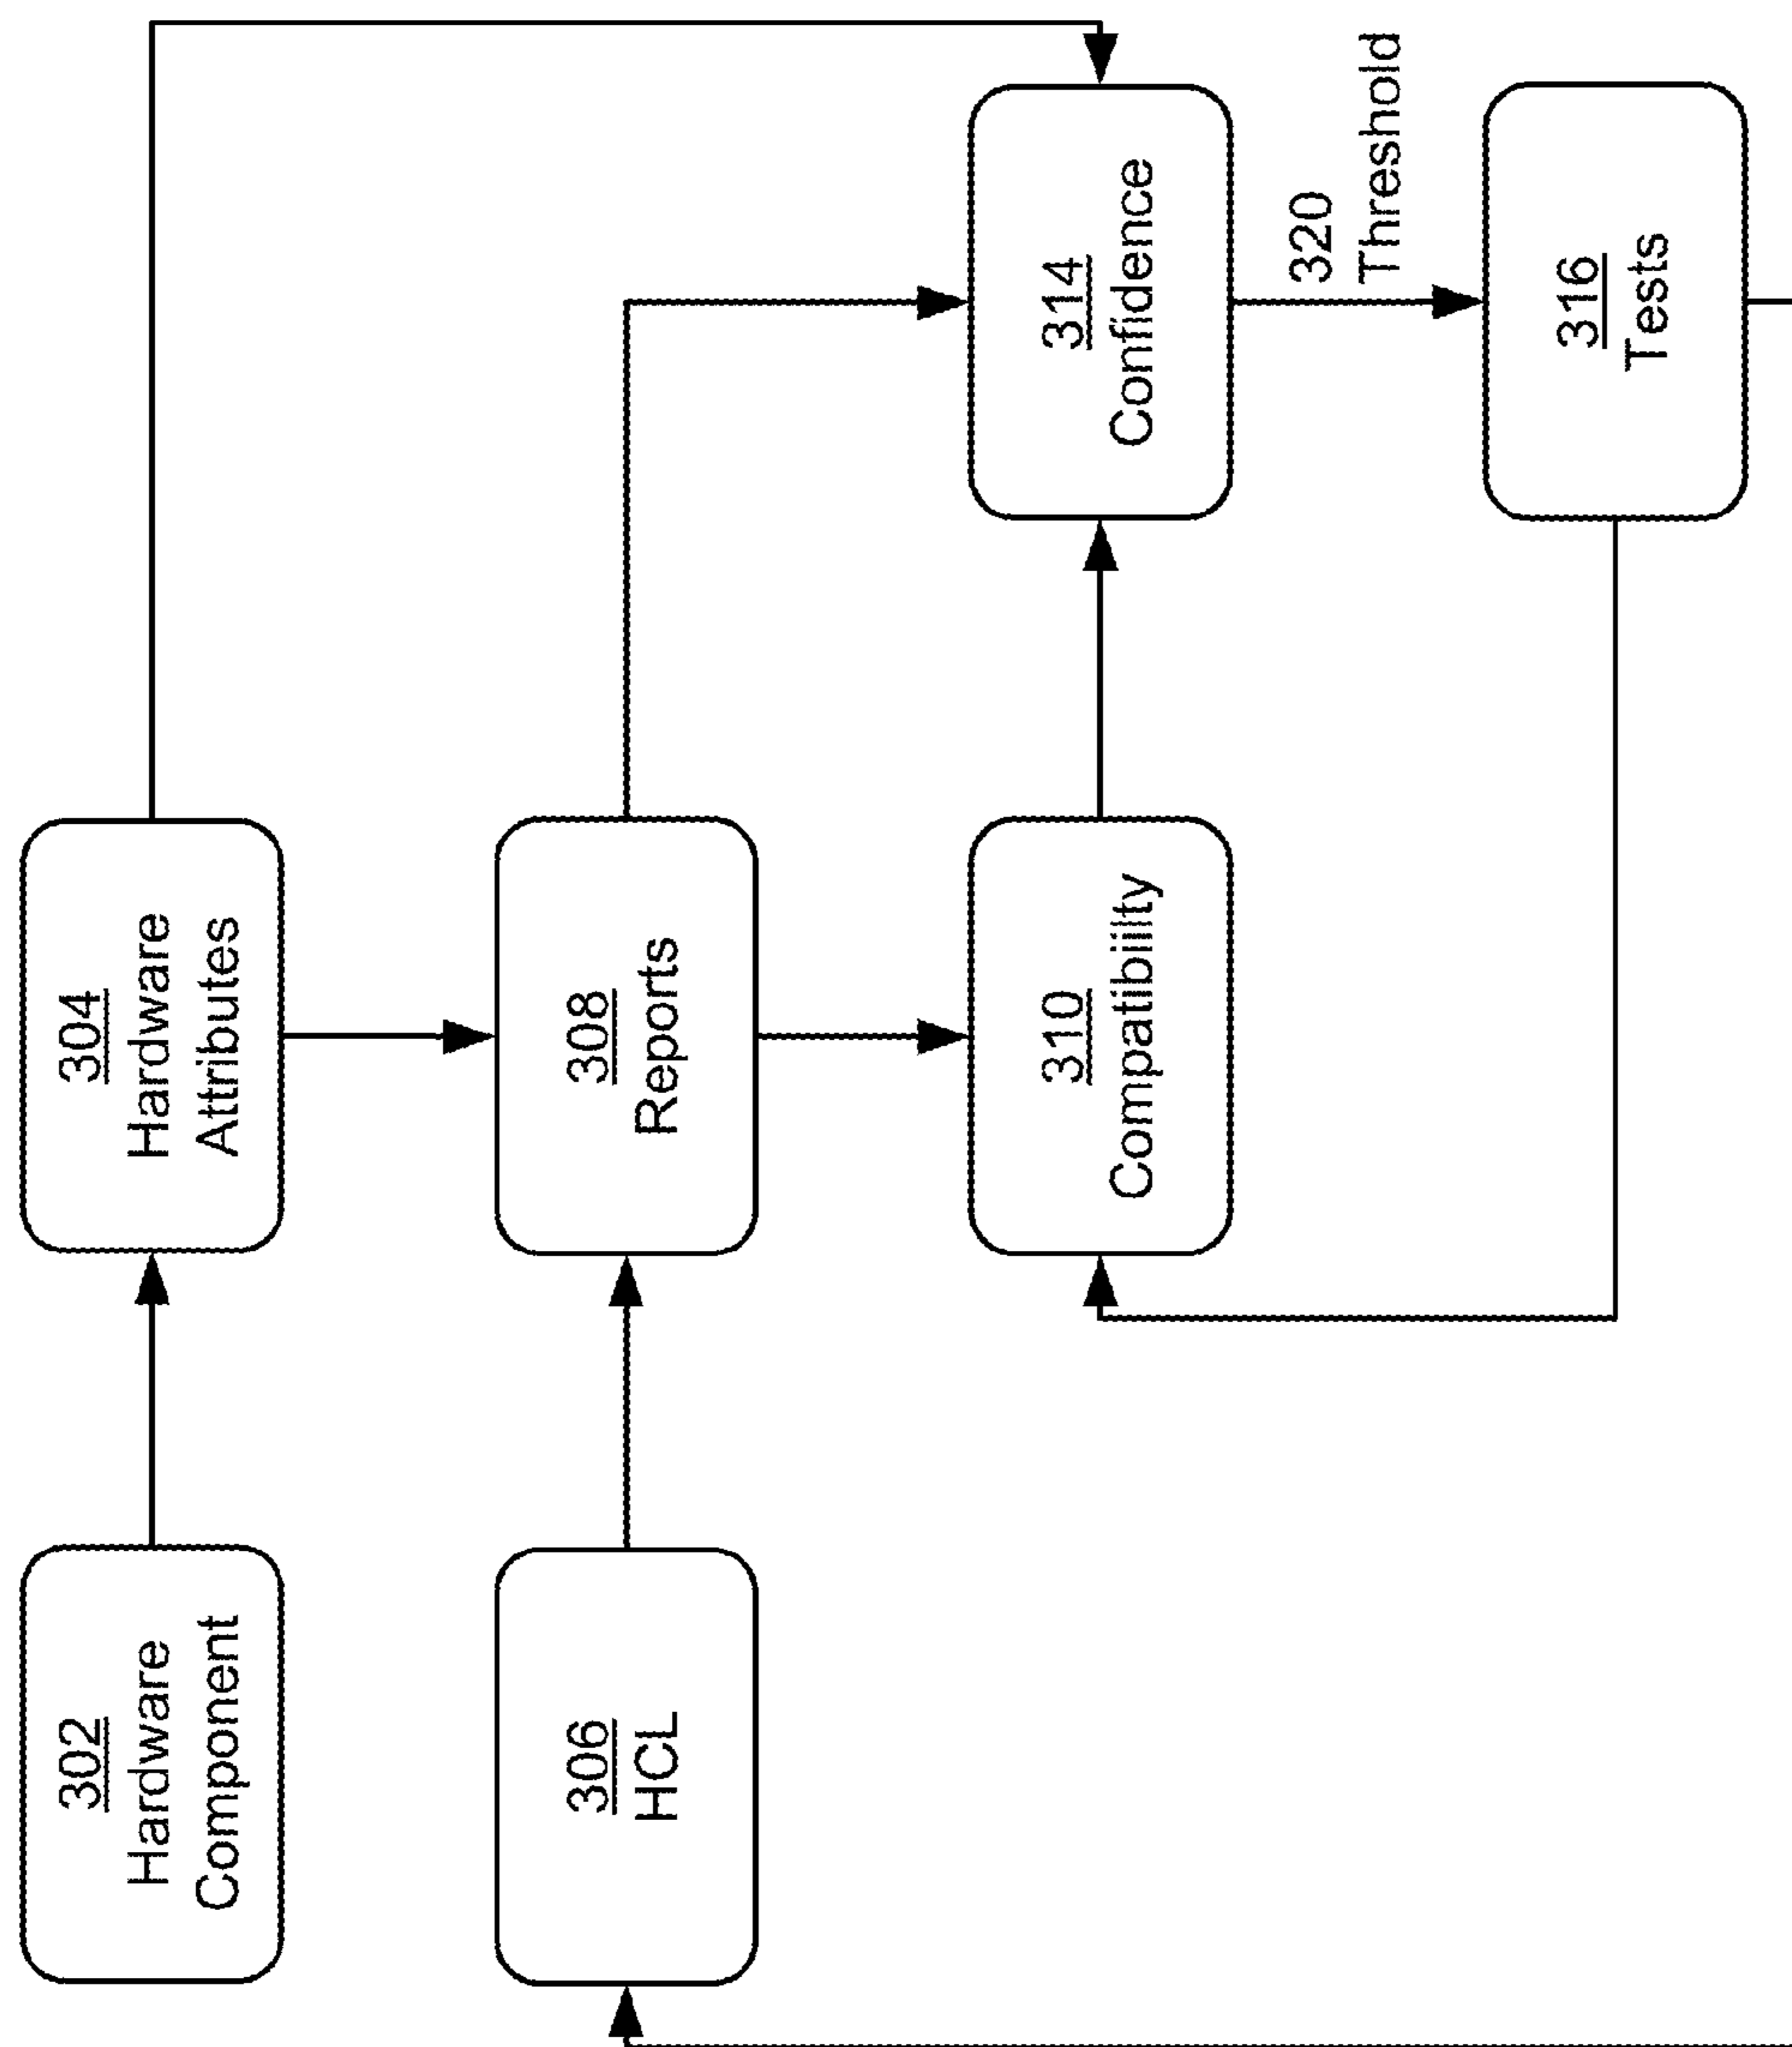 302
Hardware
Component
304
Hardware
Attributes
306
HCL
308
Reports
310
Compatibility
314
Confidence
320
Threshold
316
Tests